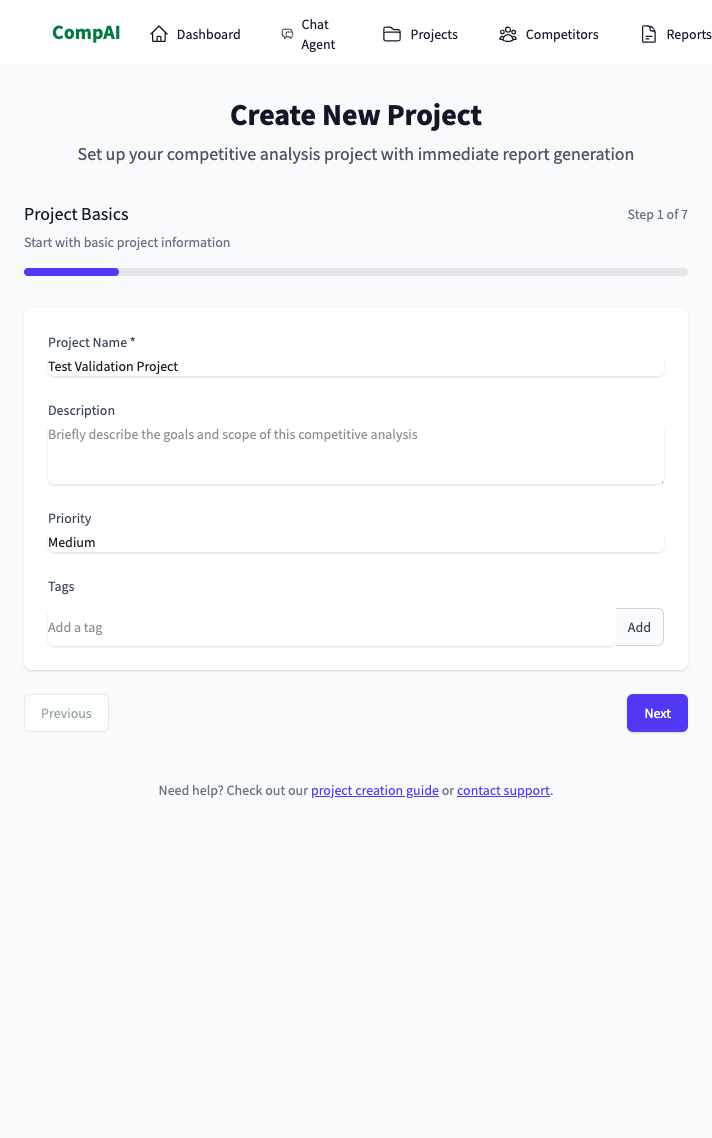 CompAI
Dashboard
Chat
Agent
Projects
Competitors
Reports
Create New Project
Set up your competitive analysis project with immediate report generation
Project Basics
Step 1 of 7
Start with basic project information
Project Name *
Test Validation Project
Description
Briefly describe the goals and scope of this competitive analysis
Priority
Medium
Tags
Add a tag
Add
Previous
Next
Need help? Check out our project creation guide or contact support.